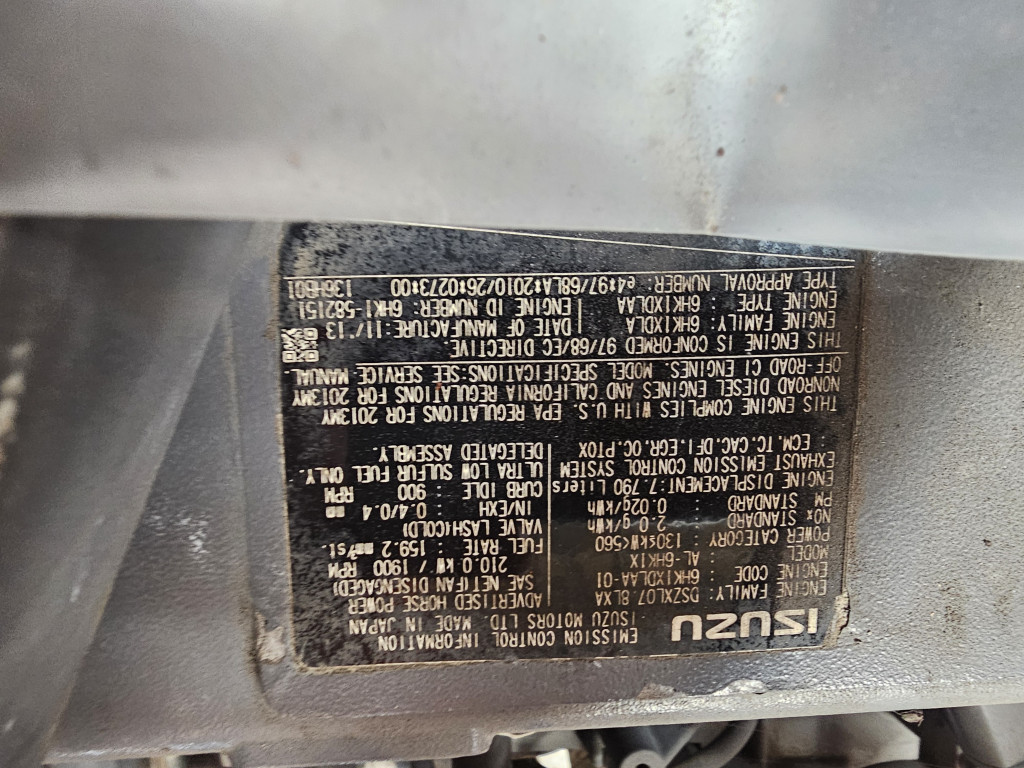 ISUZU
EMISSION CONTROL INFORMATION
ISUZU MOTORS LTD. MADE IN JAPAN
ENGINE FAMILY: DSZXL07.8LXA
ENGINE CODE : 6HK1XDLAA-01
MODEL : AL-6HK1X
POWER CATEGORY : 130≤kW<560
NOx STANDARD : 2.0 g/kWh
PM STANDARD : 0.02g/kWh
ENGINE DISPLACEMENT:7.790 Liters
EXHAUST EMISSION CONTROL SYSTEM
: ECM.TC.CAC.DFI.EGR.OC.PTOX
ADVERTISED HORSE POWER
SAE NET(FAN DISENGAGED)
210.0 kW / 1900 RPM
FUEL RATE : 159.2 mm³/st.
VALVE LASH(COLD)
IN/EXH 0.4/0.4 mm
CURB IDLE 900 RPM
ULTRA LOW SULFUR FUEL ONLY.
DELEGATED ASSEMBLY.
THIS ENGINE COMPLIES WITH U.S. EPA REGULATIONS FOR 2013MY
NONROAD DIESEL ENGINES AND CALIFORNIA REGULATIONS FOR 2013MY
OFF-ROAD CI ENGINES. MODEL SPECIFICATIONS:SEE SERVICE MANUAL
THIS ENGINE IS CONFORMED 97/68/EC DIRECTIVE.
ENGINE FAMILY: 6HK1XDLA DATE OF MANUFACTURE:11/'13
ENGINE TYPE : 6HK1XDLAA ENGINE ID NUMBER: 6HK1-582151
TYPE APPROVAL NUMBER: e4*97/68LA*2010/26*0273*00 136HB01